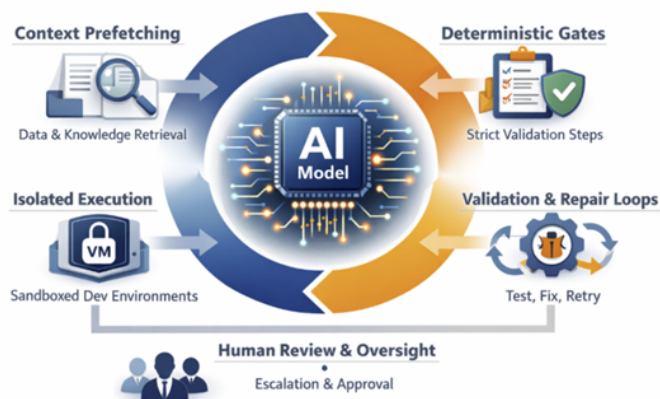 Context Prefetching
Data & Knowledge Retrieval
Deterministic Gates
Strict Validation Steps
AI
Model
Isolated Execution
VM
Sandboxed Dev Environments
Validation & Repair Loops
Test, Fix, Retry
Human Review & Oversight
Escalation & Approval